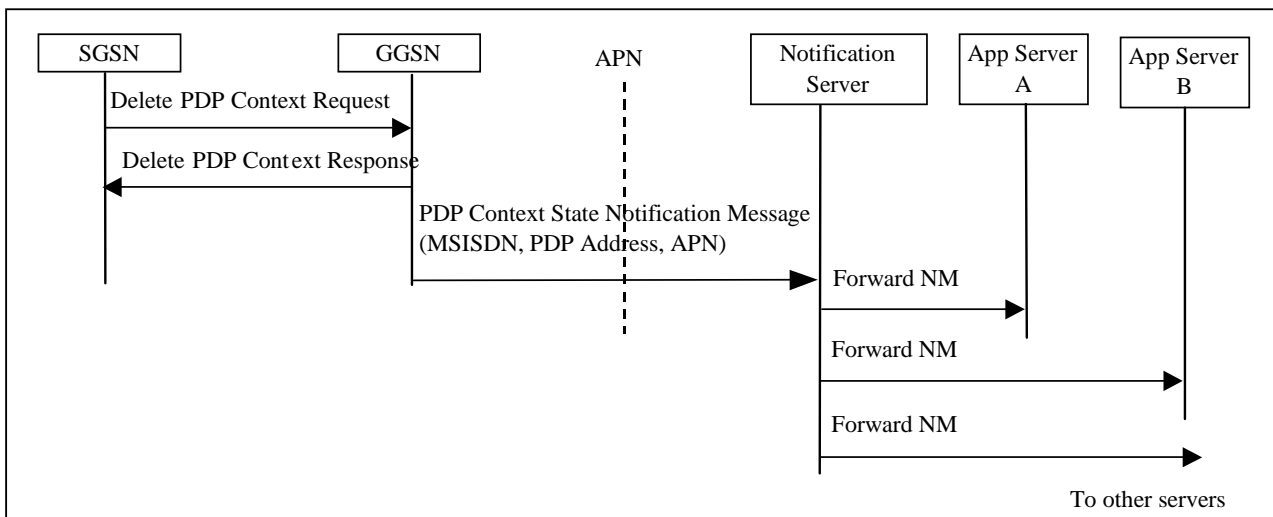 SGSN
GGSN
APN
Notification
Server
App Server
A
App Server
B
Delete PDP Context Request
Delete PDP Context Response
PDP Context State Notification Message
(MSISDN, PDP Address, APN)
Forward NM
Forward NM
Forward NM
To other servers